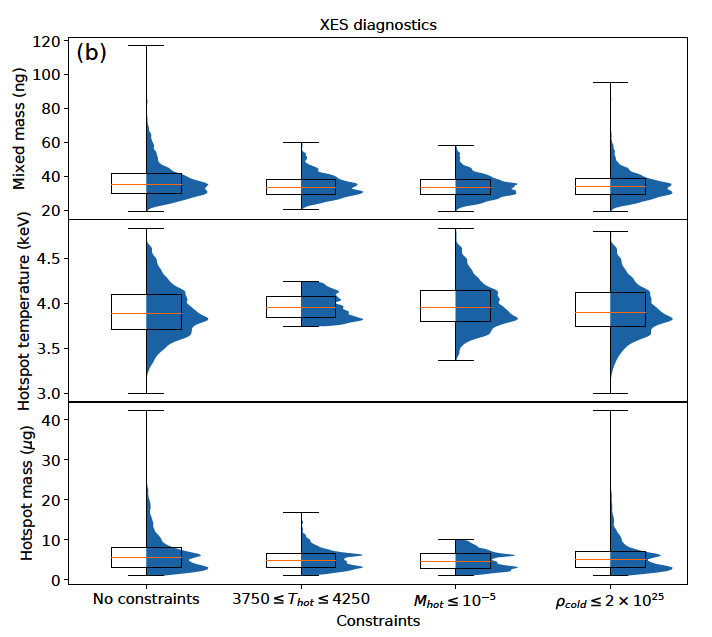 XES diagnostics
(b)
Mixed mass (ng)
120
100
80
60
40
20
Hotspot temperature (keV)
4.5
4.0
3.5
3.0
Hotspot mass (μg)
40
30
20
10
0
No constraints 3750 ≤ T_hot ≤ 4250 M_hot ≤ 10⁻⁵ ρ_cold ≤ 2 × 10²⁵
Constraints